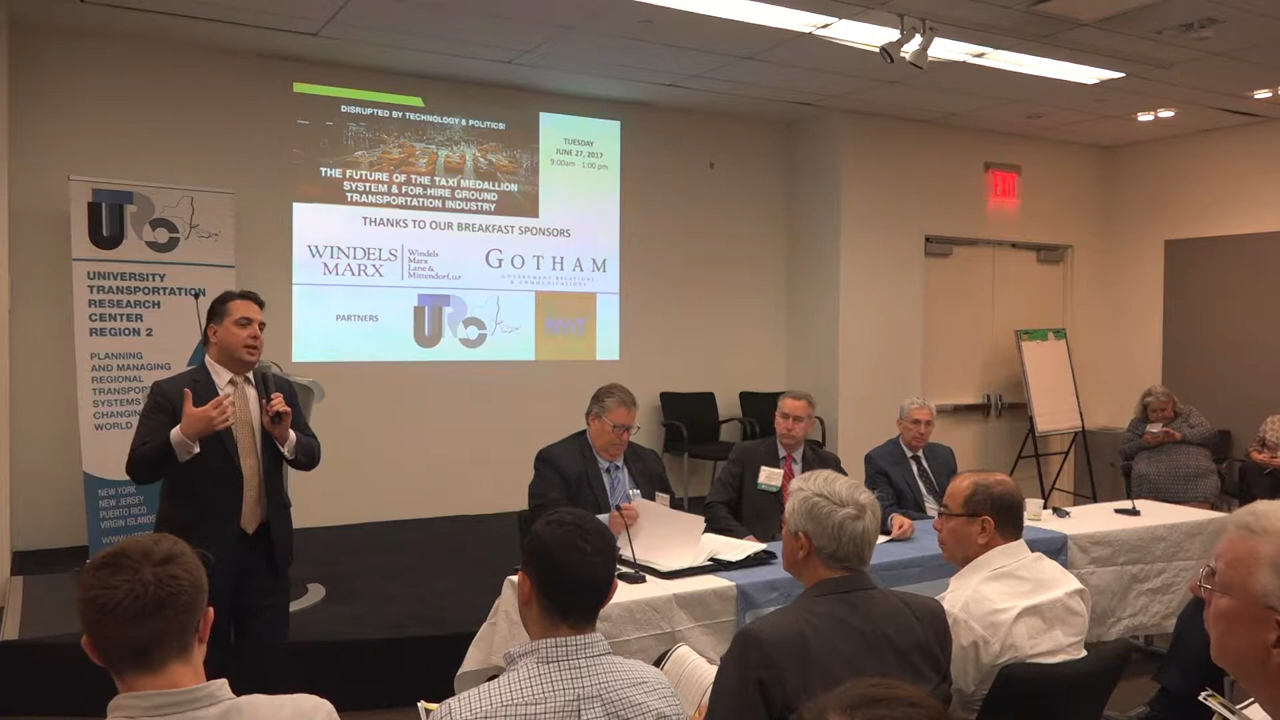 DISRUPTED BY TECHNOLOGY & POLITICS!
THE FUTURE OF THE TAXI MEDALLION
SYSTEM & FOR-HIRE GROUND
TRANSPORTATION INDUSTRY
TUESDAY
JUNE 27, 2017
9:00am - 1:00 pm
THANKS TO OUR BREAKFAST SPONSORS
WINDELS
MARX
Windels
Marx
Lane &
Mittendorf, LLP
GOTHAM
GOVERNMENT RELATIONS
& COMMUNICATIONS
PARTNERS
UTRC
UTRC
UNIVERSITY
TRANSPORTATION
RESEARCH
CENTER
REGION 2
PLANNING
AND MANAGING
REGIONAL
TRANSPOR
SYSTEMS
CHANGING
WORLD
NEW YORK
NEW JERSEY
PUERTO RICO
VIRGIN ISLANDS
EXIT